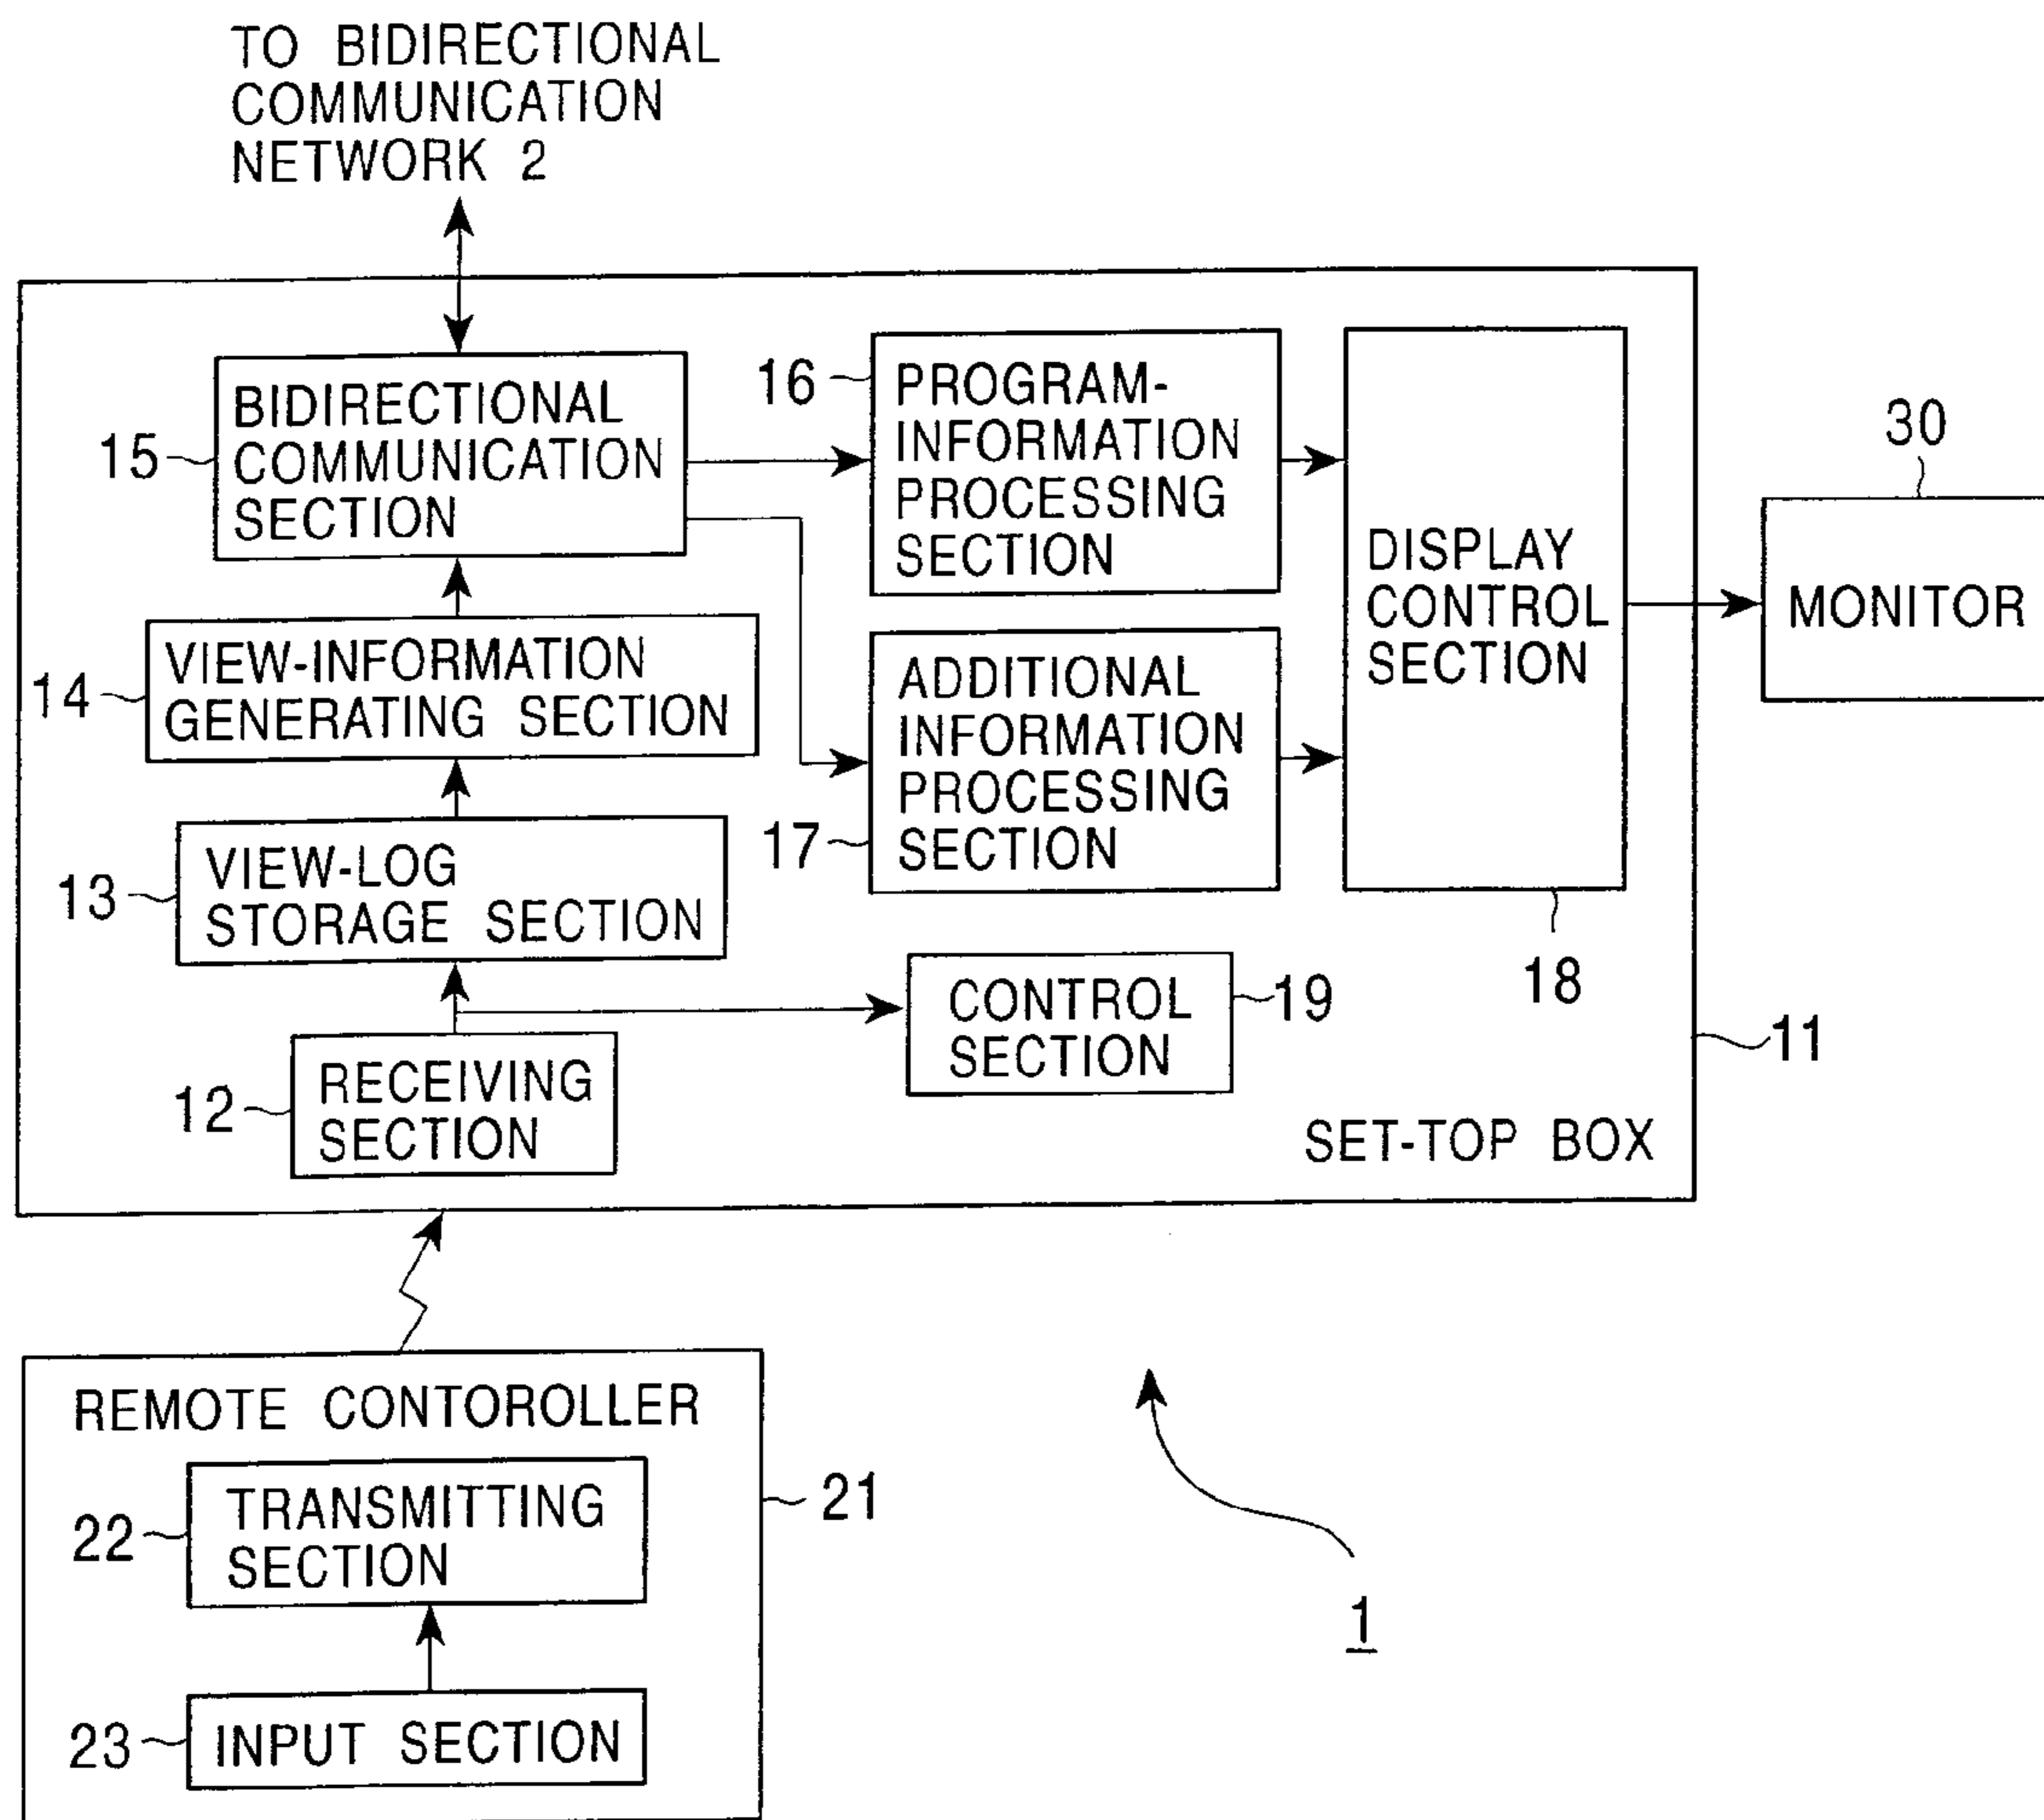 TO BIDIRECTIONAL
COMMUNICATION
NETWORK 2
15
BIDIRECTIONAL
COMMUNICATION
SECTION
16
PROGRAM-
INFORMATION
PROCESSING
SECTION
DISPLAY
CONTROL
SECTION
18
30
MONITOR
14
VIEW-INFORMATION
GENERATING SECTION
17
ADDITIONAL
INFORMATION
PROCESSING
SECTION
13
VIEW-LOG
STORAGE SECTION
CONTROL
SECTION
19
11
12
RECEIVING
SECTION
SET-TOP BOX
REMOTE CONTOROLLER
21
22
TRANSMITTING
SECTION
23
INPUT SECTION
1